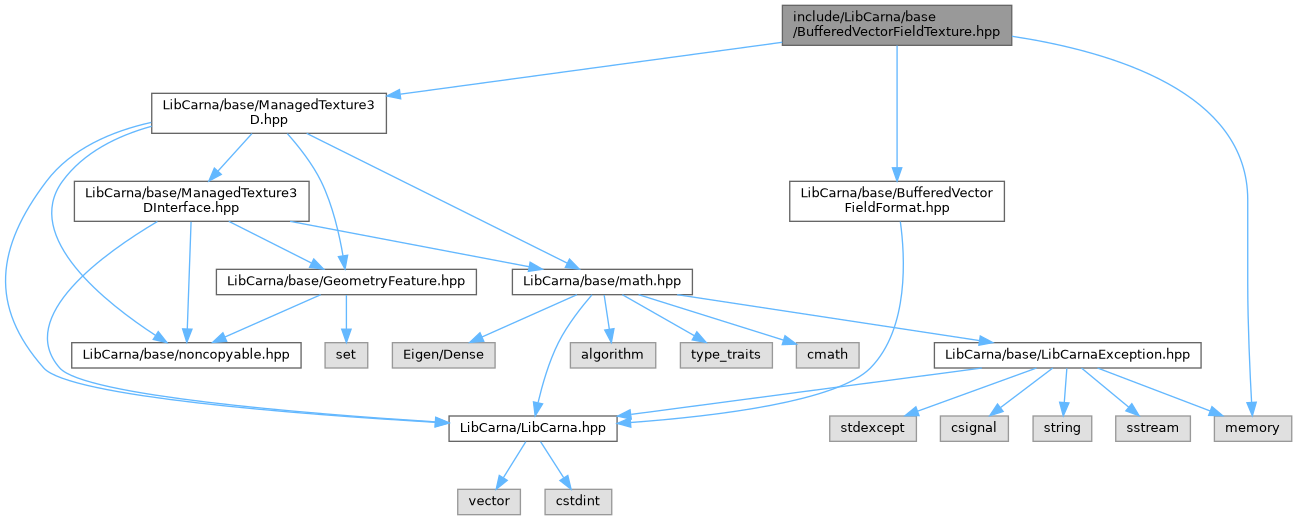 include/LibCarna/base
/BufferedVectorFieldTexture.hpp
LibCarna/base/ManagedTexture3
D.hpp
LibCarna/base/ManagedTexture3
DInterface.hpp
LibCarna/base/BufferedVector
FieldFormat.hpp
LibCarna/base/GeometryFeature.hpp
LibCarna/base/math.hpp
LibCarna/base/noncopyable.hpp
set
Eigen/Dense
algorithm
type_traits
cmath
LibCarna/base/LibCarnaException.hpp
LibCarna/LibCarna.hpp
stdexcept
csignal
string
sstream
memory
vector
cstdint